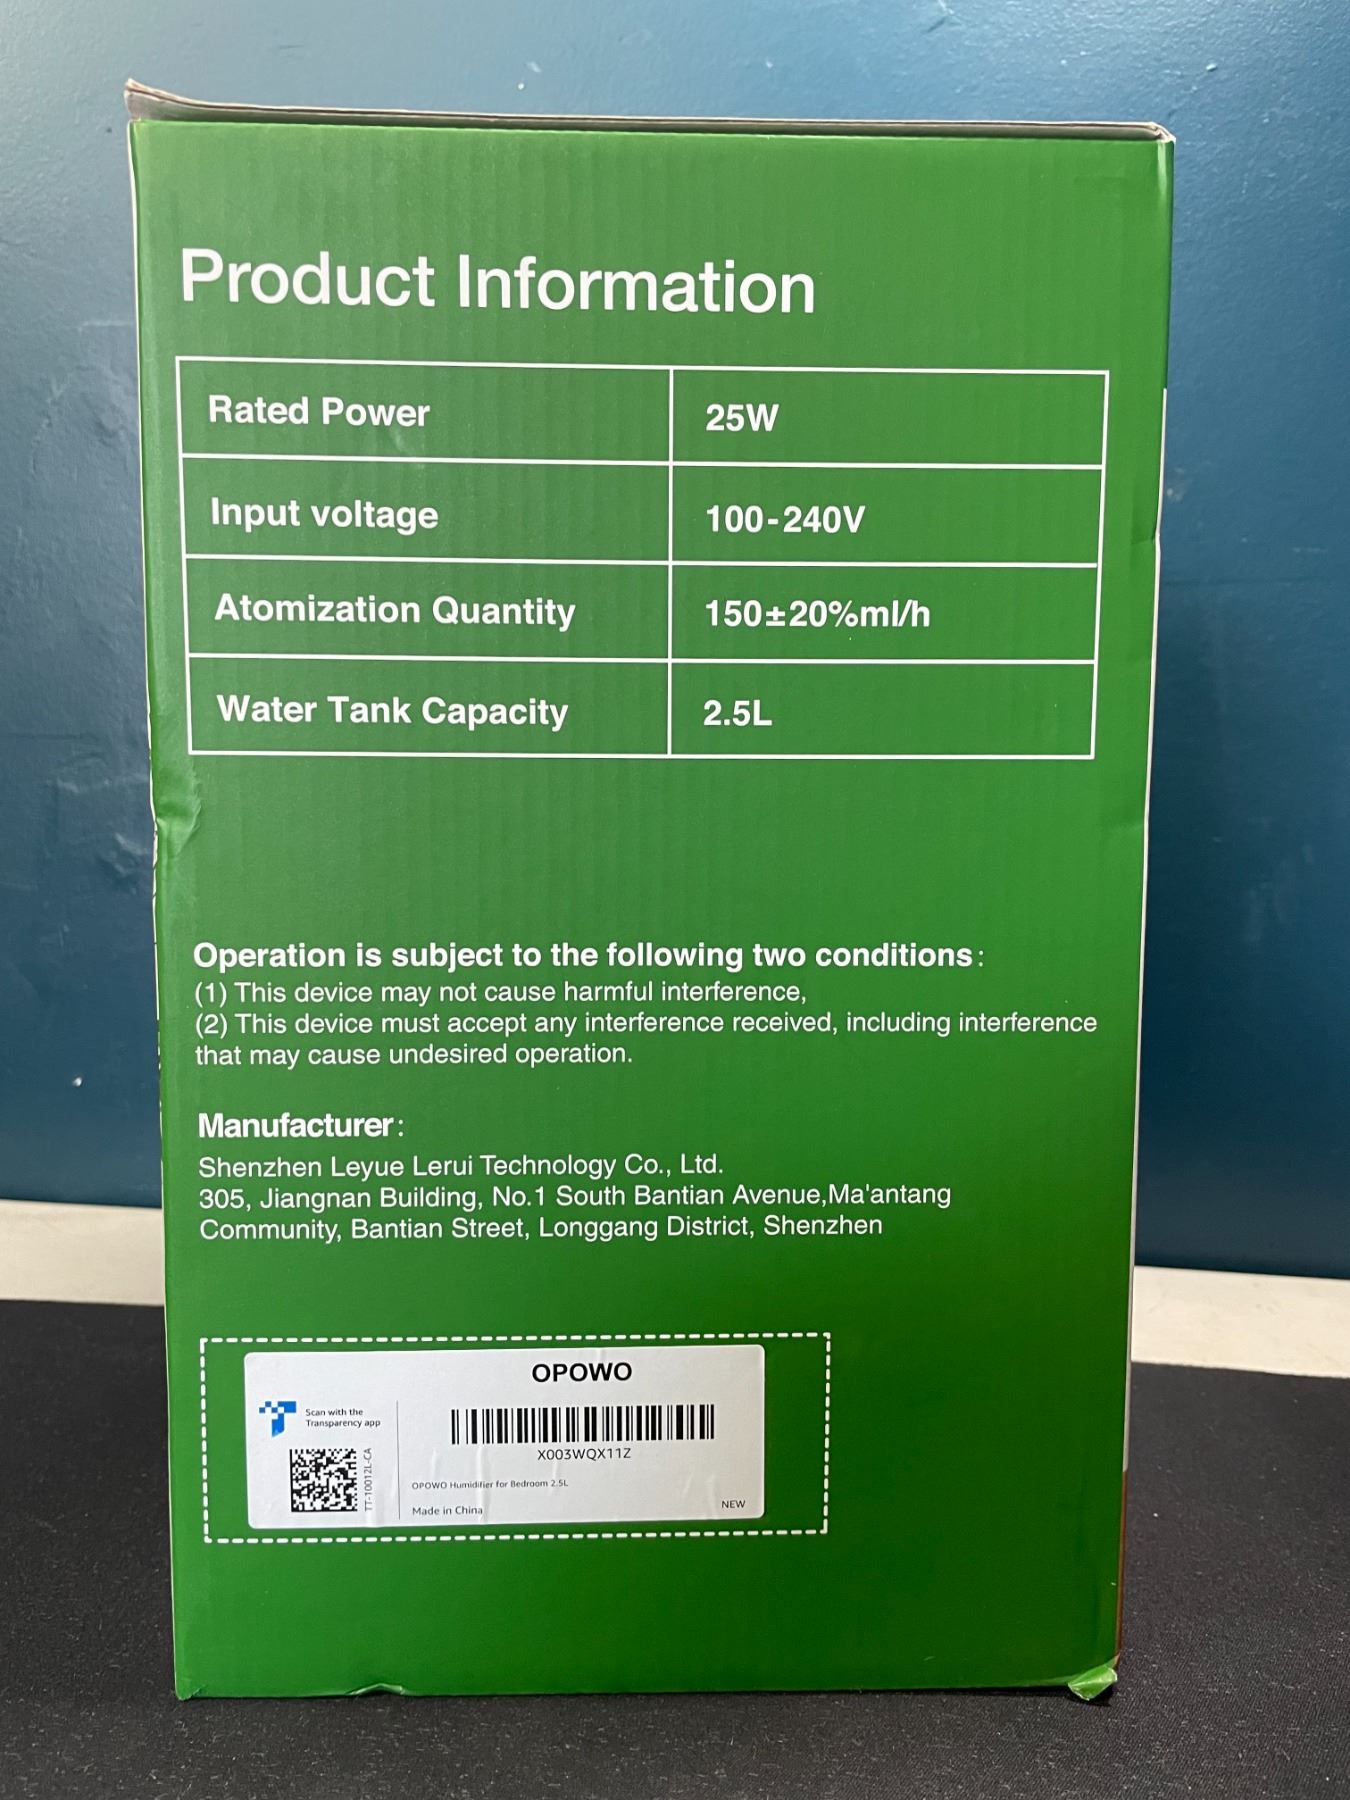 Product Information
Rated Power 25W
Input voltage 100-240V
Atomization Quantity 150±20%ml/h
Water Tank Capacity 2.5L
Operation is subject to the following two conditions:
(1) This device may not cause harmful interference,
(2) This device must accept any interference received, including interference
that may cause undesired operation.
Manufacturer:
Shenzhen Leyue Lerui Technology Co., Ltd.
305, Jiangnan Building, No.1 South Bantian Avenue,Ma'antang
Community, Bantian Street, Longgang District, Shenzhen
OPOWO
Scan with the
Transparency app
X003WQX11Z
TT-10012L-CA
OPOWO Humidifier for Bedroom 2.5L
Made in China
NEW